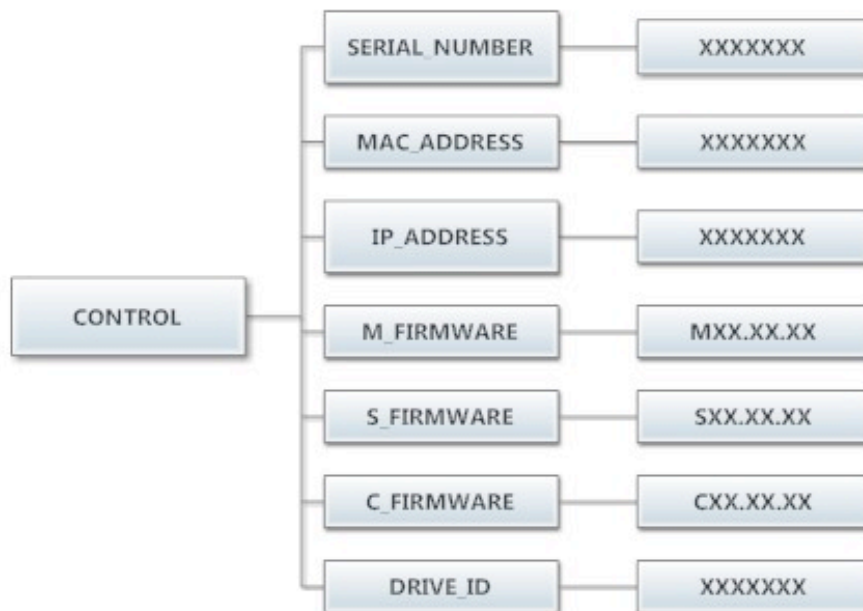 SERIAL_NUMBER
XXXXXXX
MAC_ADDRESS
XXXXXXX
IP_ADDRESS
XXXXXXX
CONTROL
M_FIRMWARE
MXX.XX.XX
S_FIRMWARE
SXX.XX.XX
C_FIRMWARE
CXX.XX.XX
DRIVE_ID
XXXXXXX